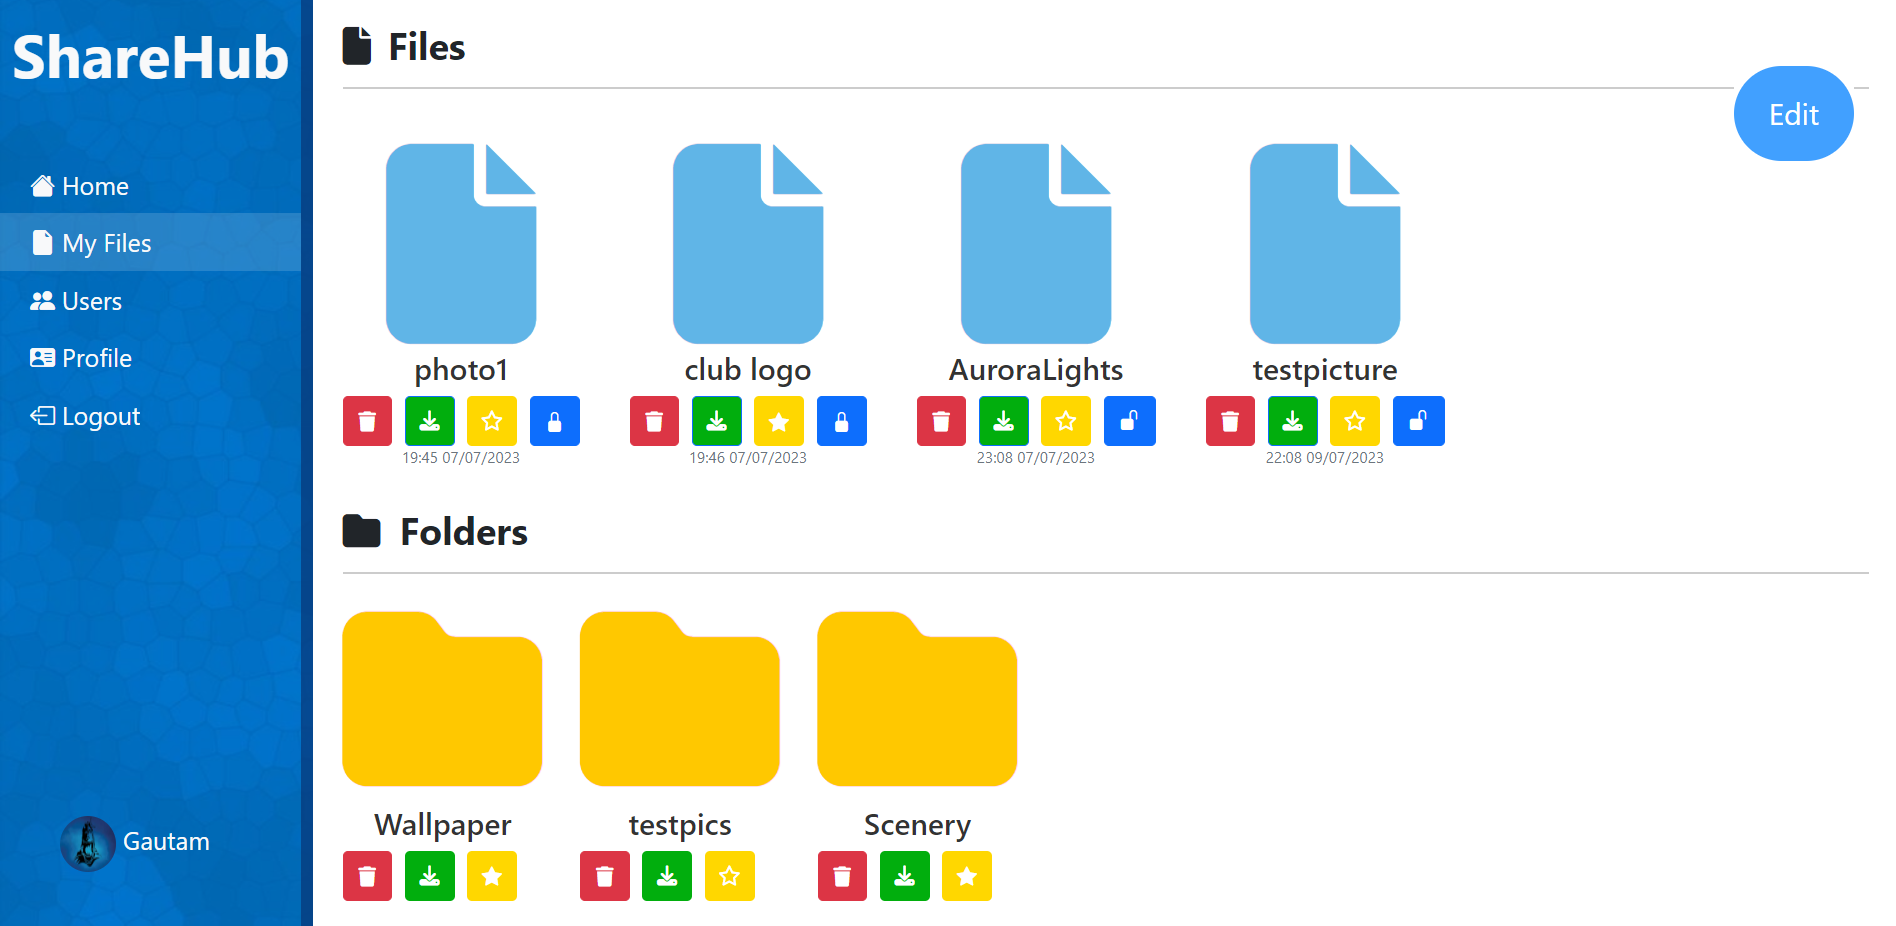 ShareHub
Home
My Files
Users
Profile
Logout
Gautam
Files
Edit
photo1
club logo
AuroraLights
testpicture
19:45 07/07/2023
19:46 07/07/2023
23:08 07/07/2023
22:08 09/07/2023
Folders
Wallpaper
testpics
Scenery